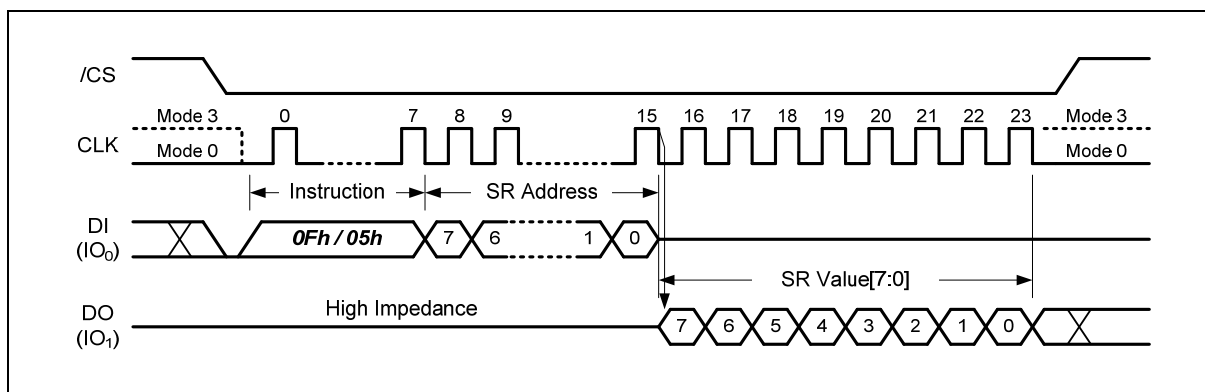 /CS
Mode 3 0 7 8 9 15 16 17 18 19 20 21 22 23 Mode 3
CLK
Mode 0 Mode 0
Instruction SR Address
DI
(IO₀)
0Fh / 05h 7 6 1 0
SR Value[7:0]
High Impedance
DO
(IO₁)
7 6 5 4 3 2 1 0